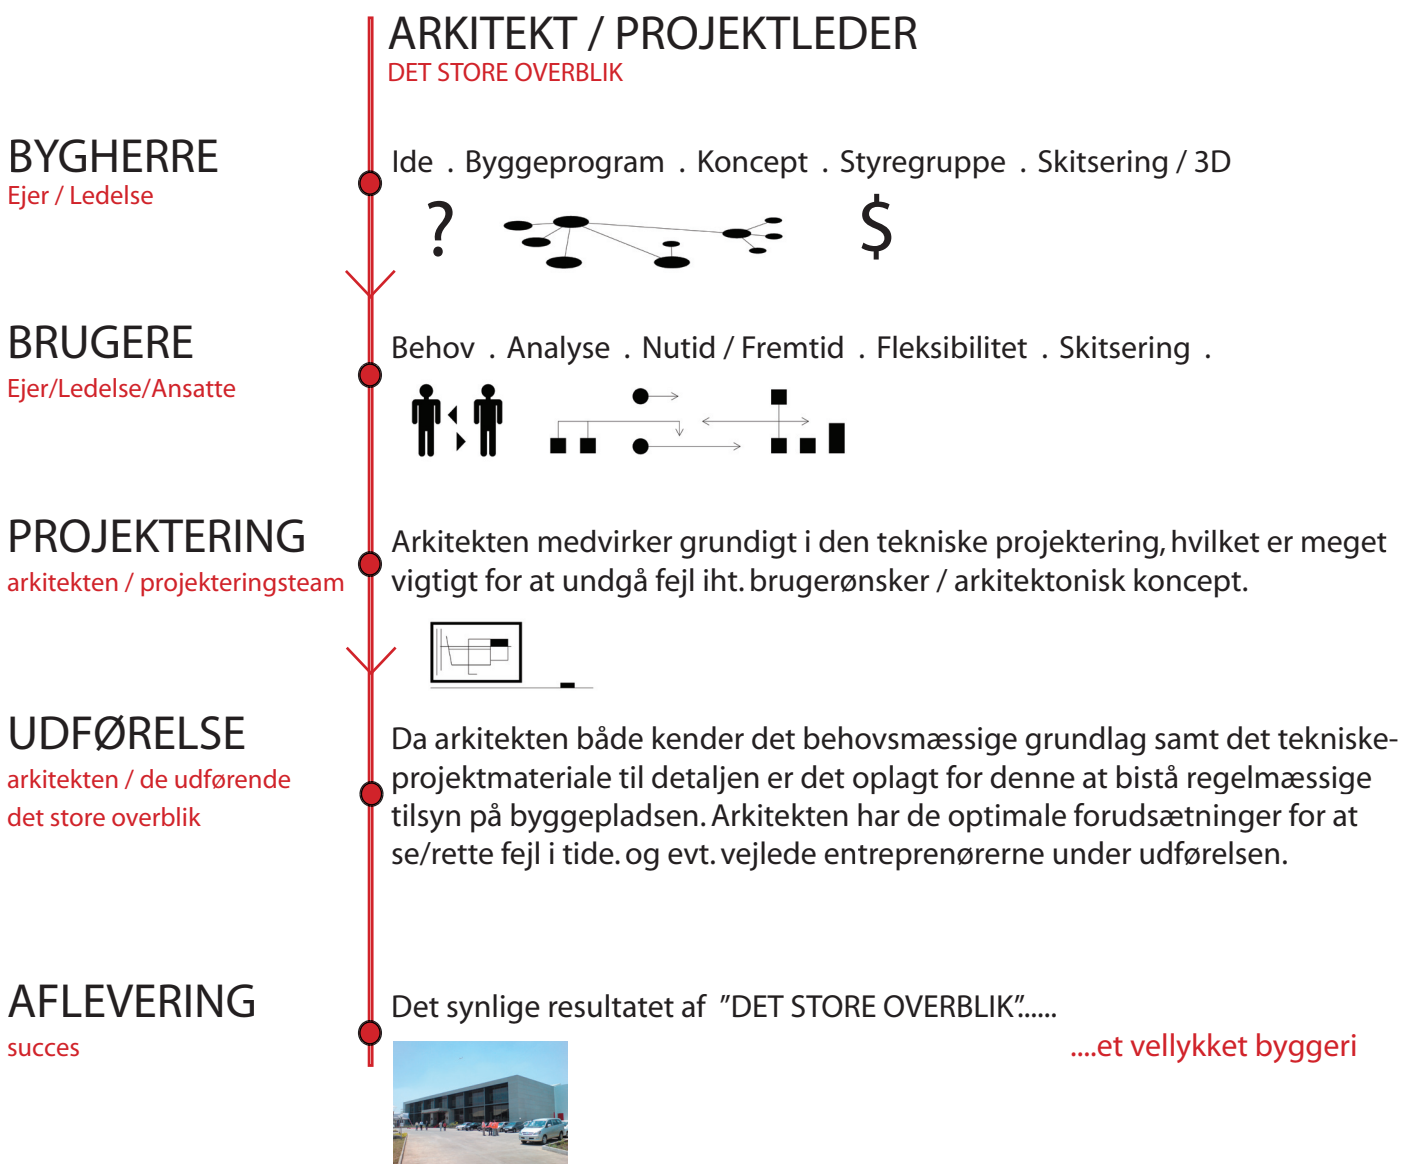 ARKITEKT / PROJEKTLEDER
DET STORE OVERBLIK
BYGHERRE
Ejer / Ledelse
Ide . Byggeprogram . Koncept . Styregruppe . Skitsering / 3D
? $
BRUGERE
Ejer/Ledelse/Ansatte
Behov . Analyse . Nutid / Fremtid . Fleksibilitet . Skitsering .
PROJEKTERING
arkitekten / projekteringsteam
Arkitekten medvirker grundigt i den tekniske projektering, hvilket er meget
vigtigt for at undgå fejl iht. brugerønsker / arkitektonisk koncept.
UDFØRELSE
arkitekten / de udførende
det store overblik
Da arkitekten både kender det behovsmæssige grundlag samt det tekniske-
projektmateriale til detaljen er det oplagt for denne at bistå regelmæssige
tilsyn på byggepladsen. Arkitekten har de optimale forudsætninger for at
se/rette fejl i tide. og evt. vejlede entreprenørerne under udførelsen.
AFLEVERING
succes
Det synlige resultatet af "DET STORE OVERBLIK"......
....et vellykket byggeri